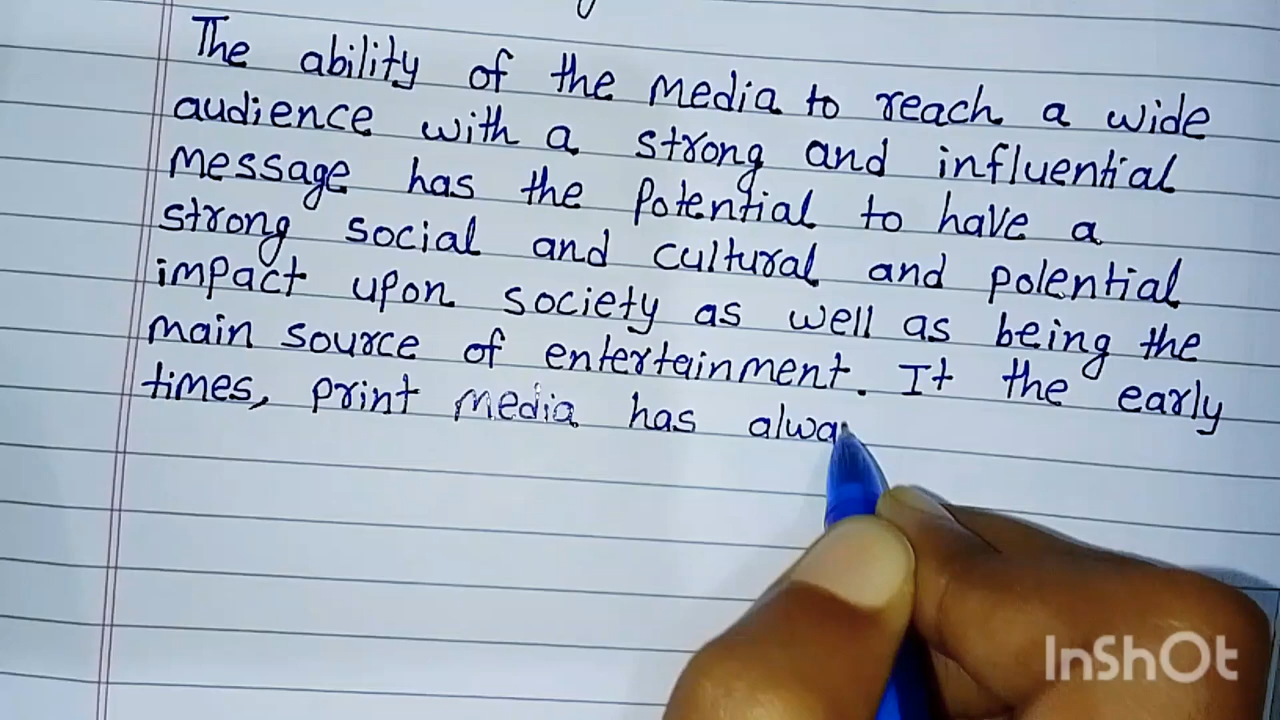 The ability of the media to reach a wide
audience with a strong and influential
message has the potential to have a
strong social and cultural and polential
impact upon society as well as being the
main source of entertainment. It the early
times, print media has alwa
InShOt